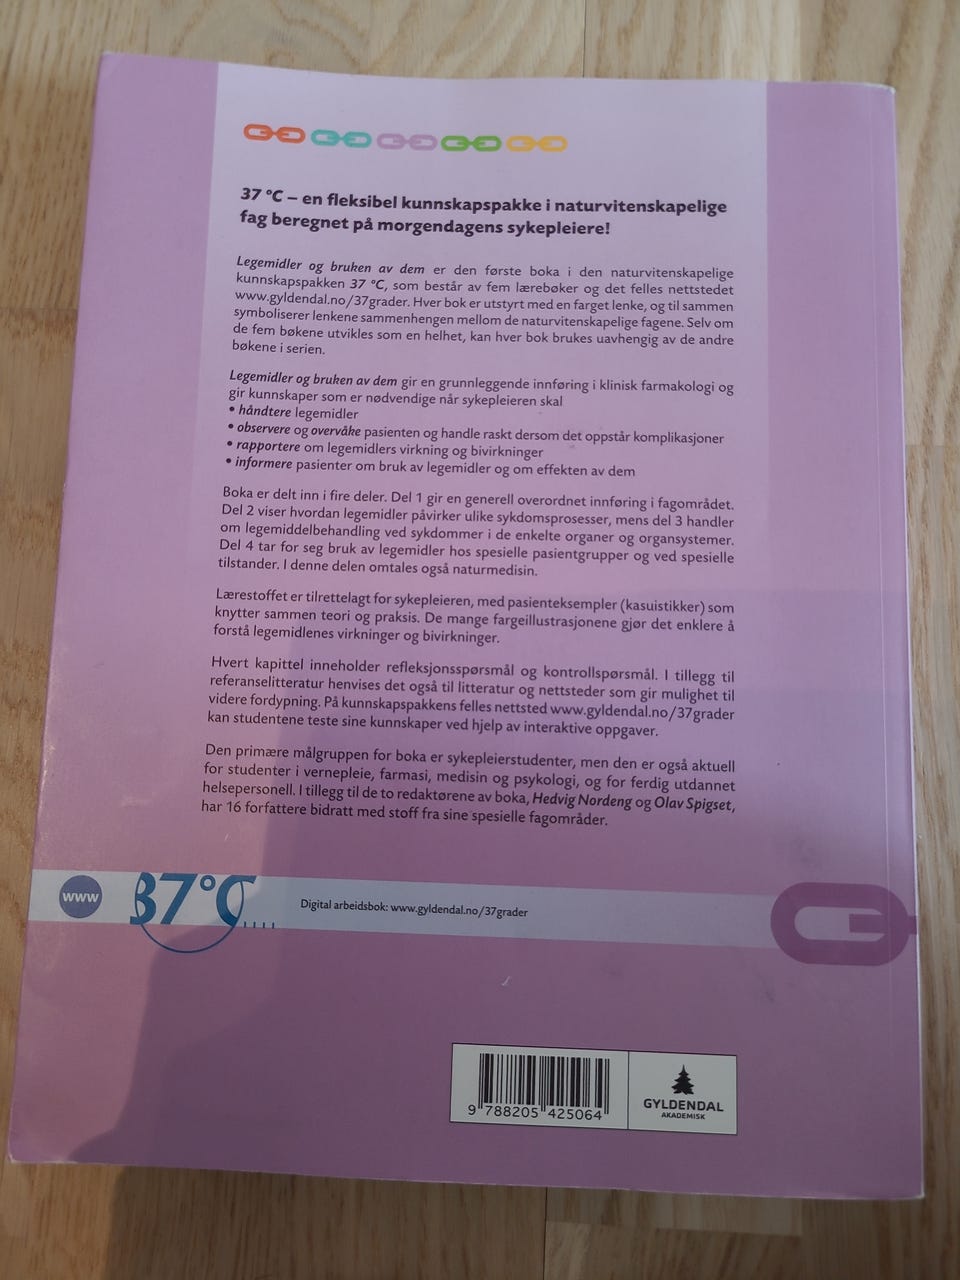 37 °C – en fleksibel kunnskapspakke i naturvitenskapelige
fag beregnet på morgendagens sykepleiere!
Legemidler og bruken av dem er den første boka i den naturvitenskapelige
kunnskapspakken 37 °C, som består av fem lærebøker og det felles nettstedet
www.gyldendal.no/37grader. Hver bok er utstyrt med en farget lenke, og til sammen
symboliserer lenkene sammenhengen mellom de naturvitenskapelige fagene. Selv om
de fem bøkene utvikles som en helhet, kan hver bok brukes uavhengig av de andre
bøkene i serien.
Legemidler og bruken av dem gir en grunnleggende innføring i klinisk farmakologi og
gir kunnskaper som er nødvendige når sykepleieren skal
• håndtere legemidler
• observere og overvåke pasienten og handle raskt dersom det oppstår komplikasjoner
• rapportere om legemidlers virkning og bivirkninger
• informere pasienter om bruk av legemidler og om effekten av dem
Boka er delt inn i fire deler. Del 1 gir en generell overordnet innføring i fagområdet.
Del 2 viser hvordan legemidler påvirker ulike sykdomsprosesser, mens del 3 handler
om legemiddelbehandling ved sykdommer i de enkelte organer og organsystemer.
Del 4 tar for seg bruk av legemidler hos spesielle pasientgrupper og ved spesielle
tilstander. I denne delen omtales også naturmedisin.
Lærestoffet er tilrettelagt for sykepleieren, med pasienteksempler (kasuistikker) som
knytter sammen teori og praksis. De mange fargeillustrasjonene gjør det enklere å
forstå legemidlenes virkninger og bivirkninger.
Hvert kapittel inneholder refleksjonsspørsmål og kontrollspørsmål. I tillegg til
referanselitteratur henvises det også til litteratur og nettsteder som gir mulighet til
videre fordypning. På kunnskapspakkens felles nettsted www.gyldendal.no/37grader
kan studentene teste sine kunnskaper ved hjelp av interaktive oppgaver.
Den primære målgruppen for boka er sykepleierstudenter, men den er også aktuell
for studenter i vernepleie, farmasi, medisin og psykologi, og for ferdig utdannet
helsepersonell. I tillegg til de to redaktørene av boka, Hedvig Nordeng og Olav Spigset,
har 16 forfattere bidratt med stoff fra sine spesielle fagområder.
www 37°C.... Digital arbeidsbok: www.gyldendal.no/37grader
9 788205 425064
GYLDENDAL
AKADEMISK